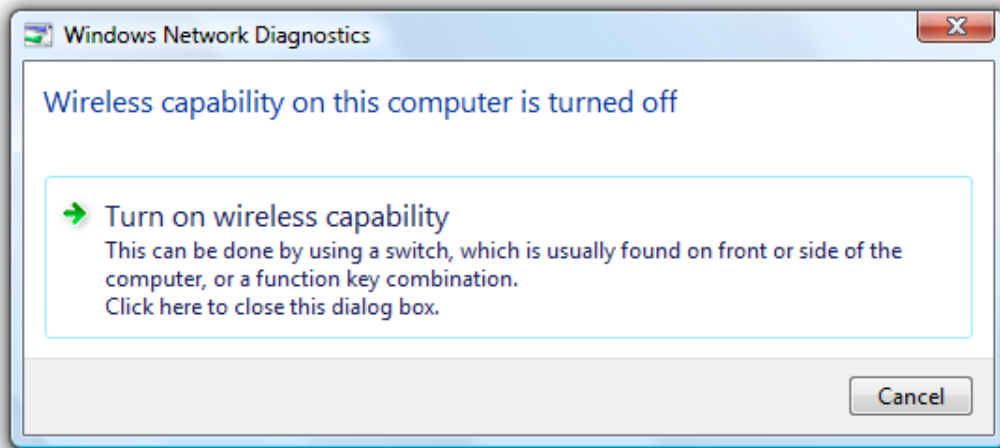 Windows Network Diagnostics
Wireless capability on this computer is turned off
Turn on wireless capability
This can be done by using a switch, which is usually found on front or side of the
computer, or a function key combination.
Click here to close this dialog box.
Cancel